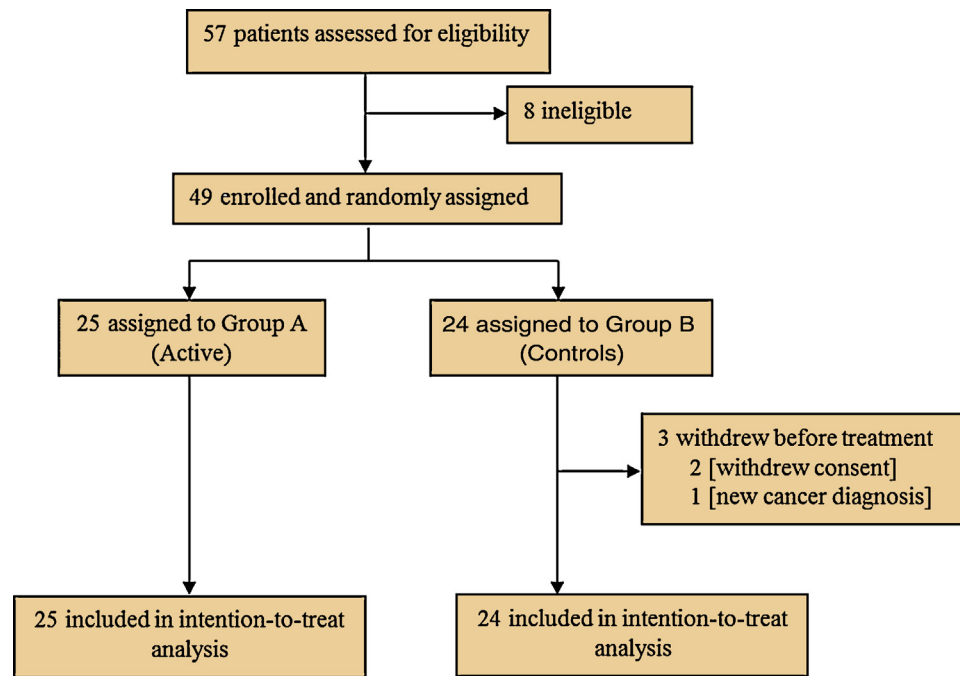 57 patients assessed for eligibility
8 ineligible
49 enrolled and randomly assigned
25 assigned to Group A
(Active)
24 assigned to Group B
(Controls)
3 withdrew before treatment
2 [withdrew consent]
1 [new cancer diagnosis]
25 included in intention-to-treat
analysis
24 included in intention-to-treat
analysis